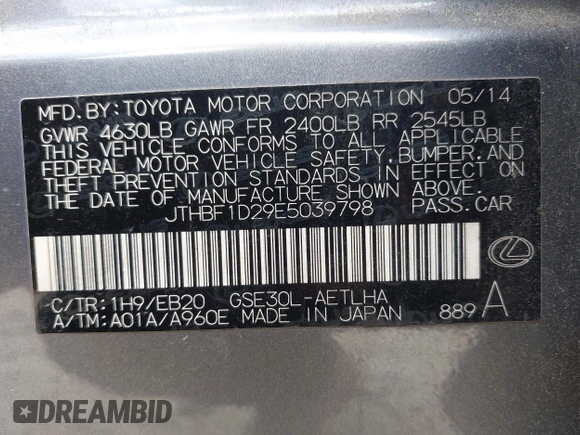 MFD.BY:TOYOTA MOTOR CORPORATION 05/14
GVWR 4630LB GAWR FR 2400LB RR 2545LB
THIS VEHICLE CONFORMS TO ALL APPLICABLE
FEDERAL MOTOR VEHICLE SAFETY,BUMPER,AND
THEFT PREVENTION STANDARDS IN EFFECT ON
THE DATE OF MANUFACTURE SHOWN ABOVE.
JTHBF1D29E5039798 PASS.CAR
C/TR:1H9/EB20 GSE30L-AETLHA
A/TM:A01A/A960E MADE IN JAPAN 889 A
DREAMBID